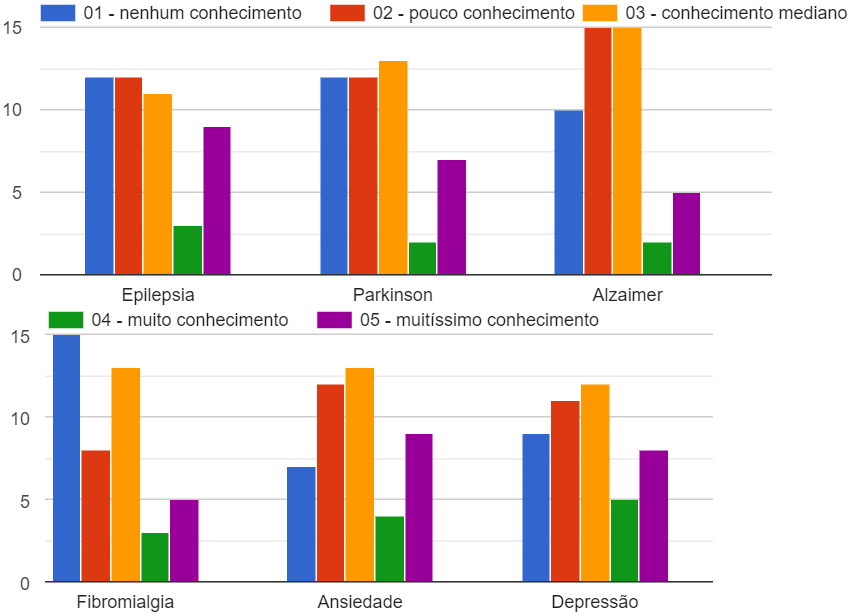 01 - nenhum conhecimento 02 - pouco conhecimento 03 - conhecimento mediano
15
10
5
0
Epilepsia Parkinson Alzaimer
04 - muito conhecimento 05 - muitíssimo conhecimento
15
10
5
0
Fibromialgia Ansiedade Depressão